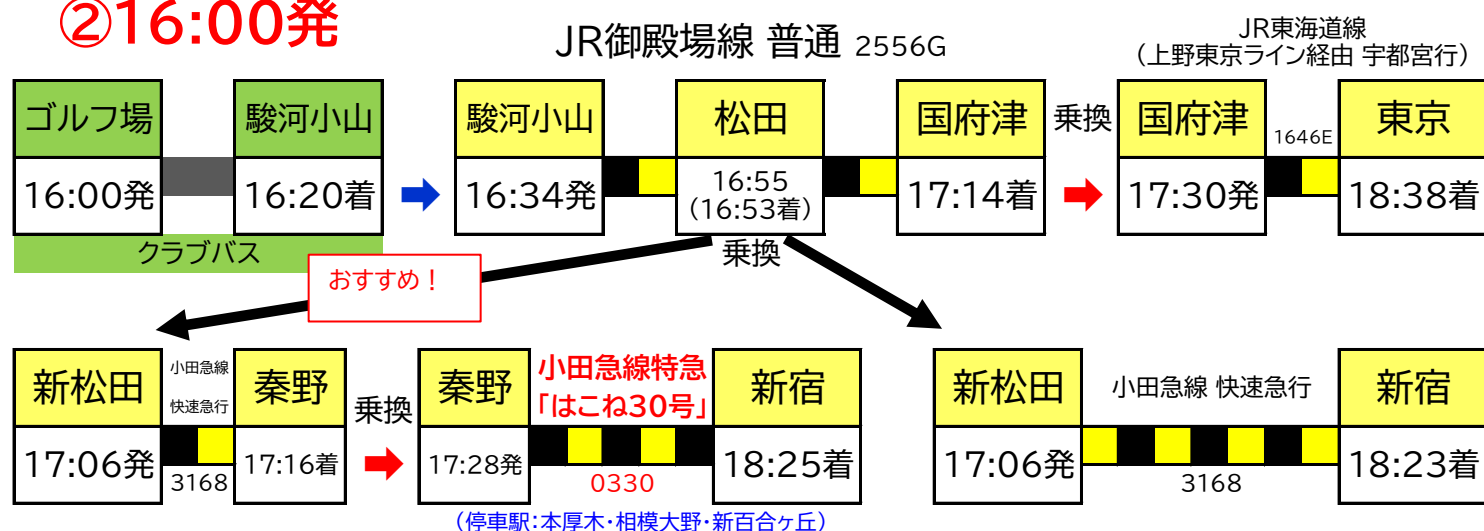 ②16:00発
JR御殿場線 普通 2556G
JR東海道線
（上野東京ライン経由 宇都宮行）
ゴルフ場
駿河小山
駿河小山
松田
国府津
乗換
国府津
1646E
東京
16:00発
16:20着
16:34発
16:55
（16:53着）
17:14着
17:30発
18:38着
クラブバス
乗換
おすすめ！
新松田
小田急線
快速急行
秦野
乗換
秦野
小田急線特急
「はこね30号」
新宿
新松田
小田急線 快速急行
新宿
17:06発
3168
17:16着
17:28発
0330
18:25着
17:06発
3168
18:23着
（停車駅：本厚木・相模大野・新百合ヶ丘）